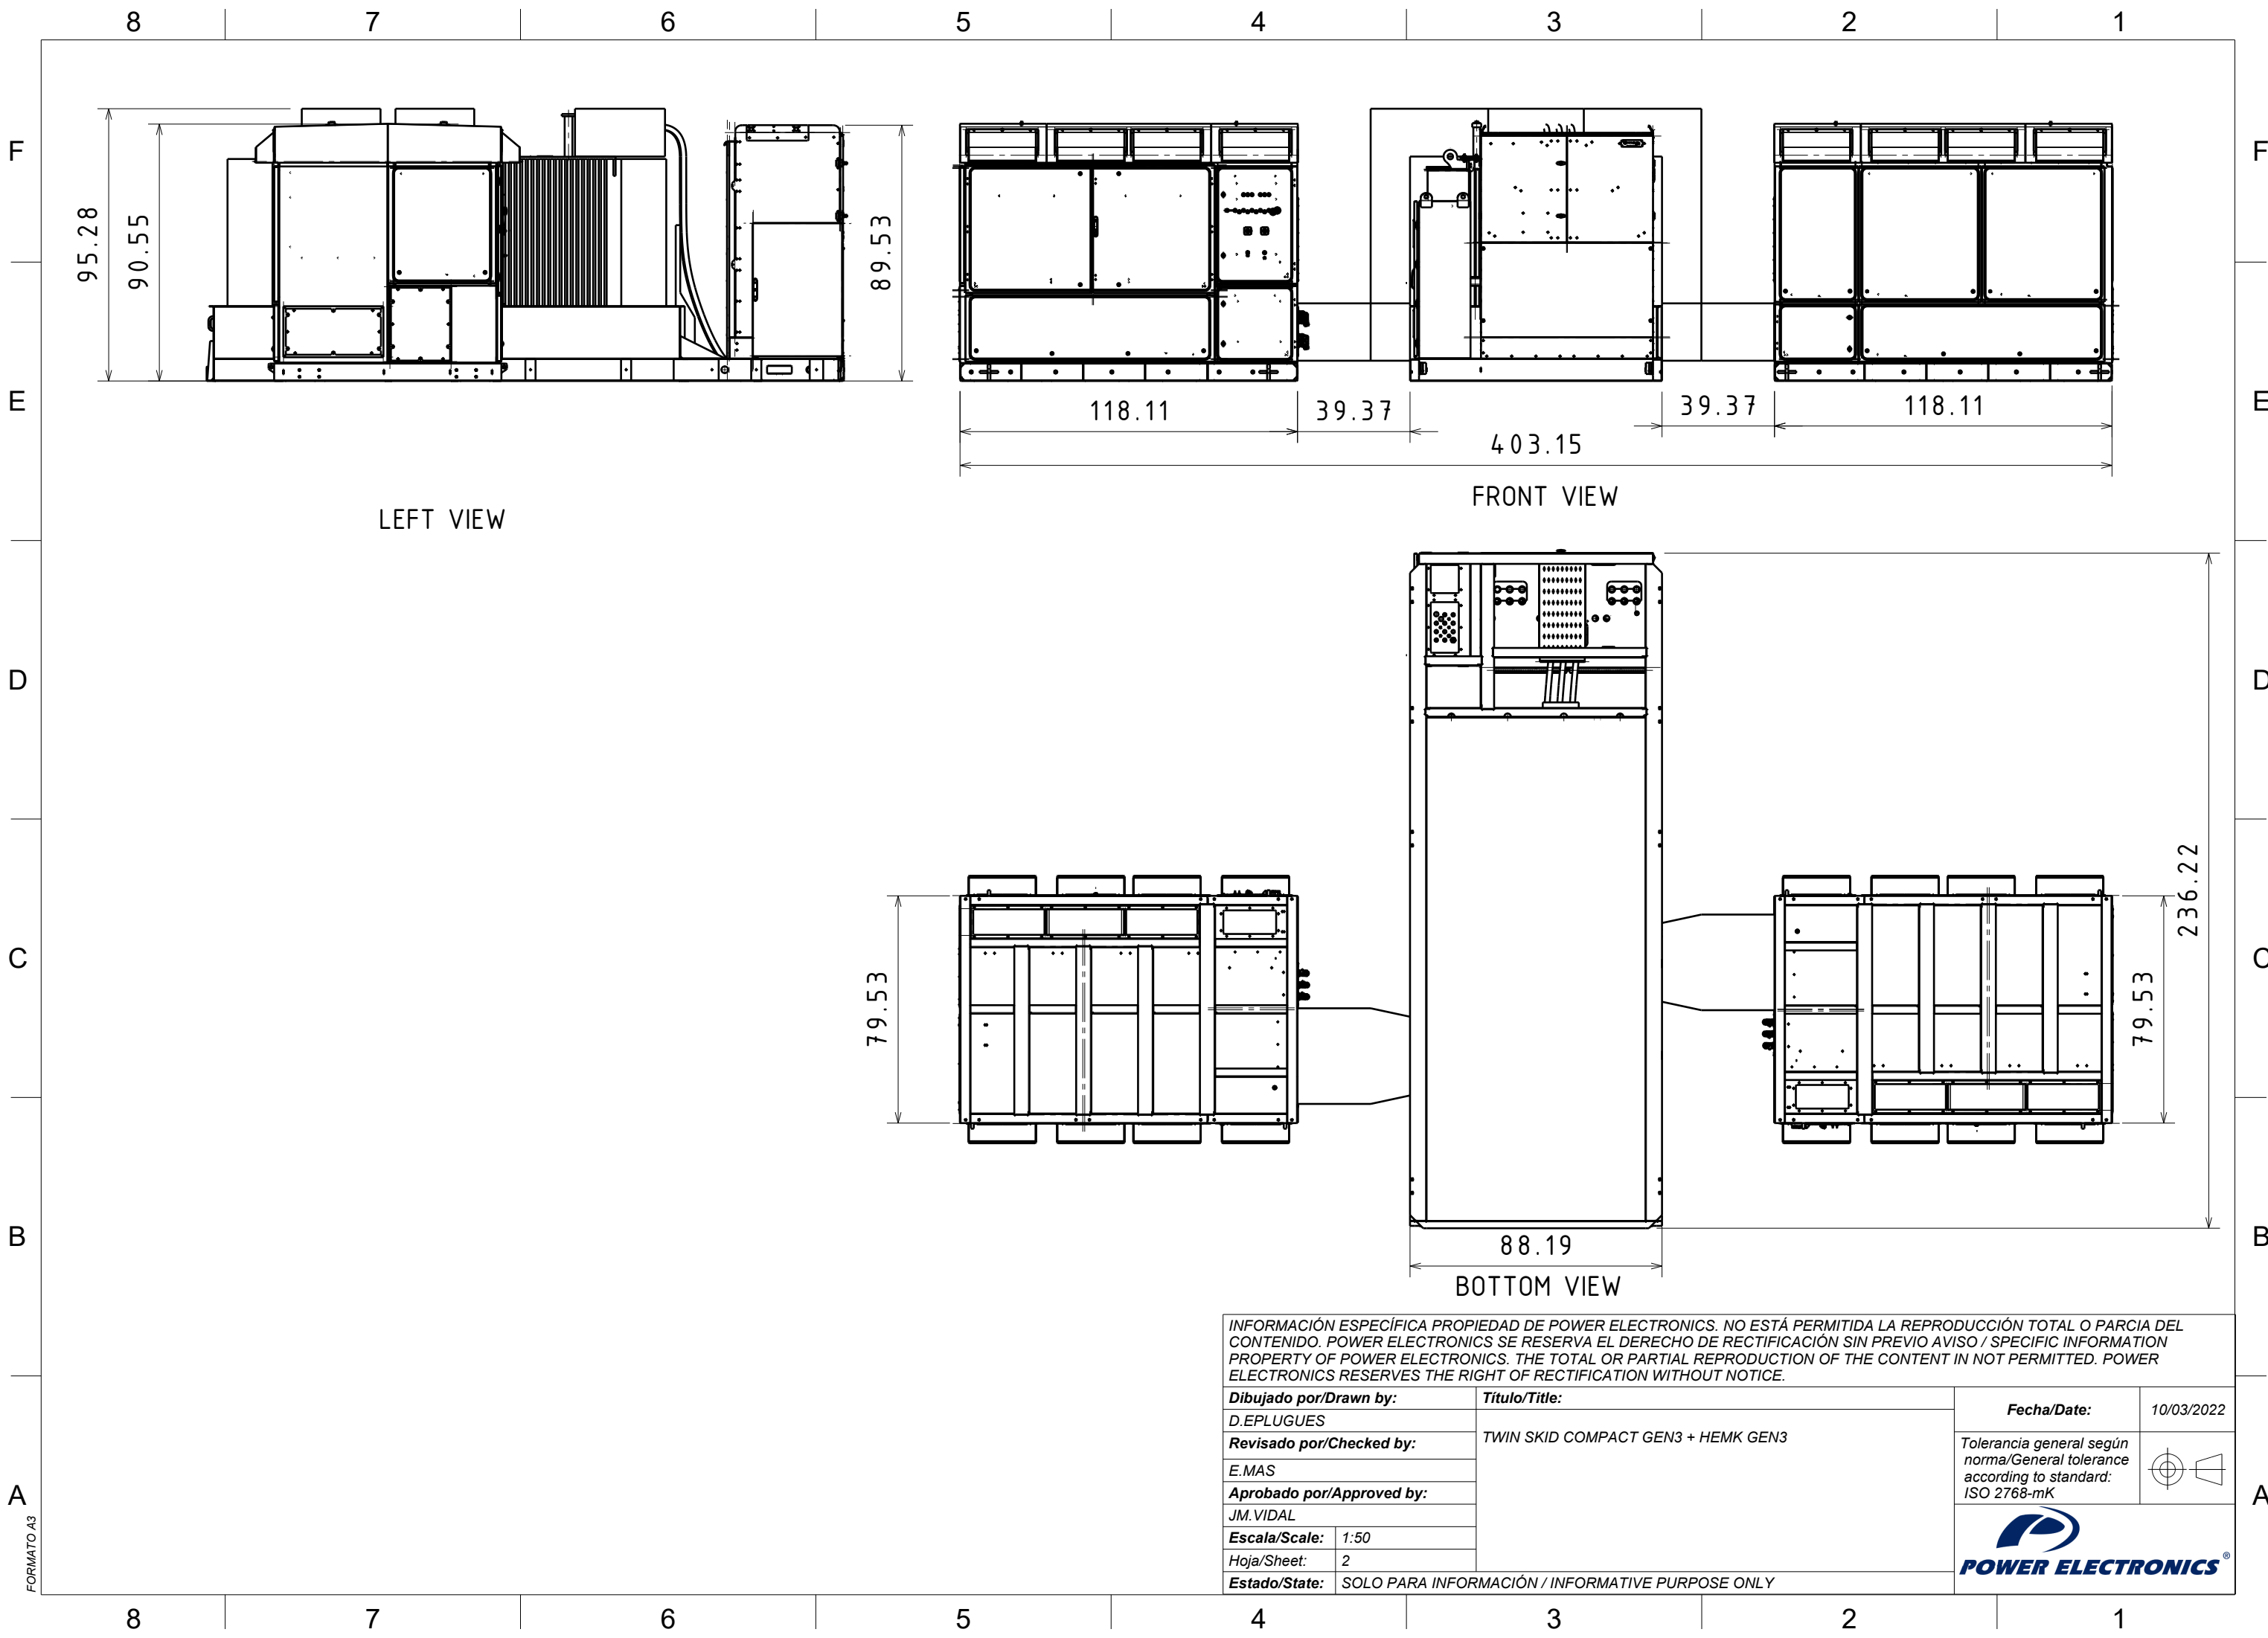 8 7 6 5 4 3 2 1
F F
95.28
90.55
89.53
118.11
39.37
39.37
118.11
403.15
E E
FRONT VIEW
LEFT VIEW
D D
236.22
C C
79.53
79.53
B B
88.19
BOTTOM VIEW
INFORMACIÓN ESPECÍFICA PROPIEDAD DE POWER ELECTRONICS. NO ESTÁ PERMITIDA LA REPRODUCCIÓN TOTAL O PARCIA DEL
CONTENIDO. POWER ELECTRONICS SE RESERVA EL DERECHO DE RECTIFICACIÓN SIN PREVIO AVISO / SPECIFIC INFORMATION
PROPERTY OF POWER ELECTRONICS. THE TOTAL OR PARTIAL REPRODUCTION OF THE CONTENT IN NOT PERMITTED. POWER
ELECTRONICS RESERVES THE RIGHT OF RECTIFICATION WITHOUT NOTICE.
Dibujado por/Drawn by:
D.EPLUGUES
Revisado por/Checked by:
E.MAS
Aprobado por/Approved by:
JM.VIDAL
Escala/Scale: 1:50
Hoja/Sheet: 2
Estado/State: SOLO PARA INFORMACIÓN / INFORMATIVE PURPOSE ONLY
Título/Title:
TWIN SKID COMPACT GEN3 + HEMK GEN3
Fecha/Date: 10/03/2022
Tolerancia general según
norma/General tolerance
according to standard:
ISO 2768-mK
POWER ELECTRONICS®
A A
FORMATO A3
8 7 6 5 4 3 2 1